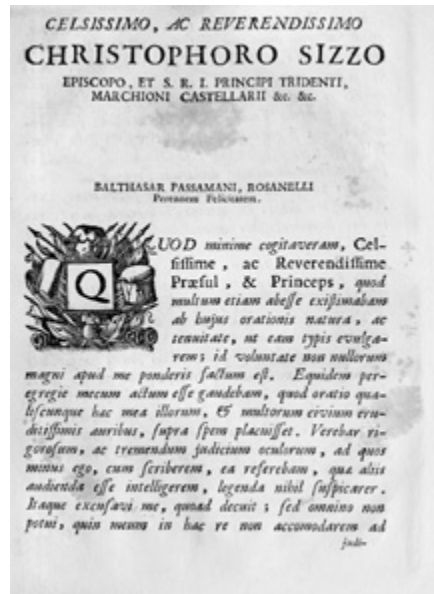 CELSISSIMO, AC REVERENDISSIMO
CHRISTOPHORO SIZZO
EPISCOPO, ET S. R. I. PRINCIPI TRIDENTI,
MARCHIONI CASTELLARII &c. &c.
BALTHASAR PASSAMANI, ROSANELLI
Perennem Felicitatem.
QUOD minime cogitaveram, Cel-
sissime, ac Reverendissime
Præsul, & Princeps, quod
multum etiam abesse existimabam
ab hujus orationis natura, ac
tenuitate, ut eam typis evulga-
rem; id voluntate non nullorum
magni apud me ponderis factum est. Equidem per-
egregie mecum actum esse gaudebam, quod oratio qua-
liscunque hac mea illorum, & multorum civium eru-
ditissimis auribus, supra spem placuisset. Verebar ri-
gorosum, ac tremendum judicium oculorum, ad quos
minus ego, cum scriberem, ea referebam, quæ aliis
audienda esse intelligerem, legenda nihil suspicarer.
Itaque excusavi me, quoad decuit; sed omnino non
potui, quin meum in hac re non accomodarem ad
judi-